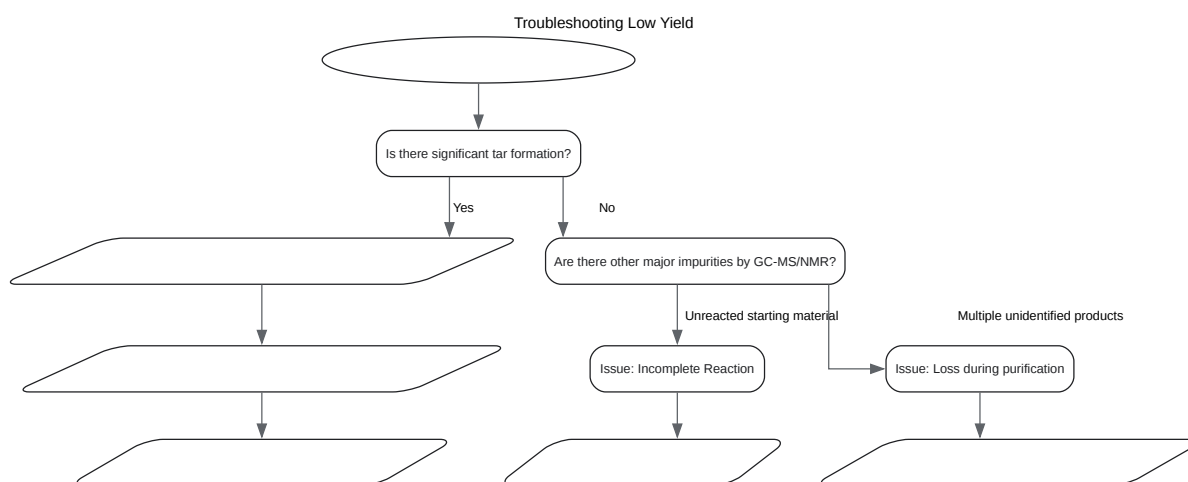 Troubleshooting Low Yield
Is there significant tar formation?
Yes
No
Are there other major impurities by GC-MS/NMR?
Unreacted starting material
Multiple unidentified products
Issue: Incomplete Reaction
Issue: Loss during purification